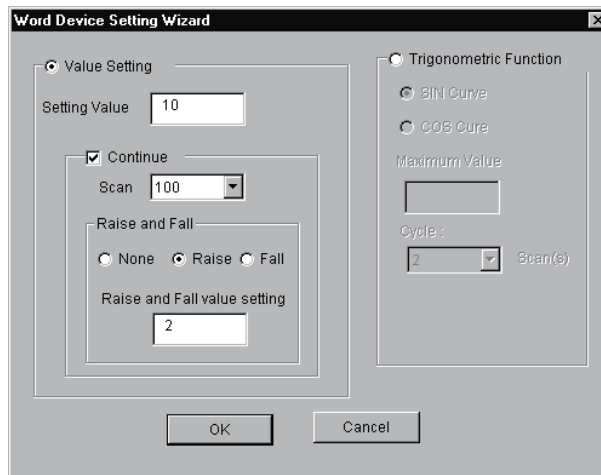 Word Device Setting Wizard
Value Setting
Setting Value 10
Continue
Scan 100
Raise and Fall
None Raise Fall
Raise and Fall value setting
2
Trigonometric Function
SIN Curve
COS Cure
Maximum Value
Cycle :
2 Scan(s)
OK Cancel